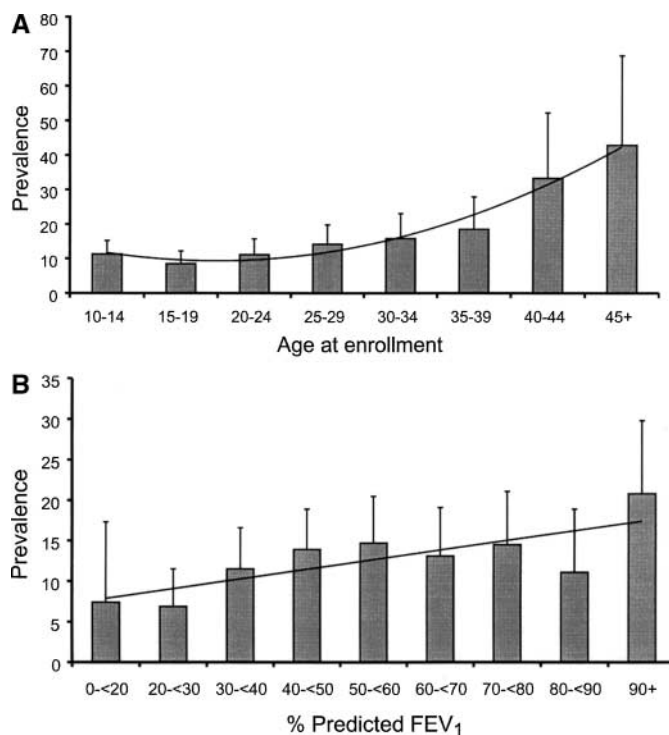 A
80
70
60
50
40
30
20
10
0
Prevalence
10-14 15-19 20-24 25-29 30-34 35-39 40-44 45+
Age at enrollment
B
35
30
25
20
15
10
5
0
Prevalence
0-<20 20-<30 30-<40 40-<50 50-<60 60-<70 70-<80 80-<90 90+
% Predicted FEV₁